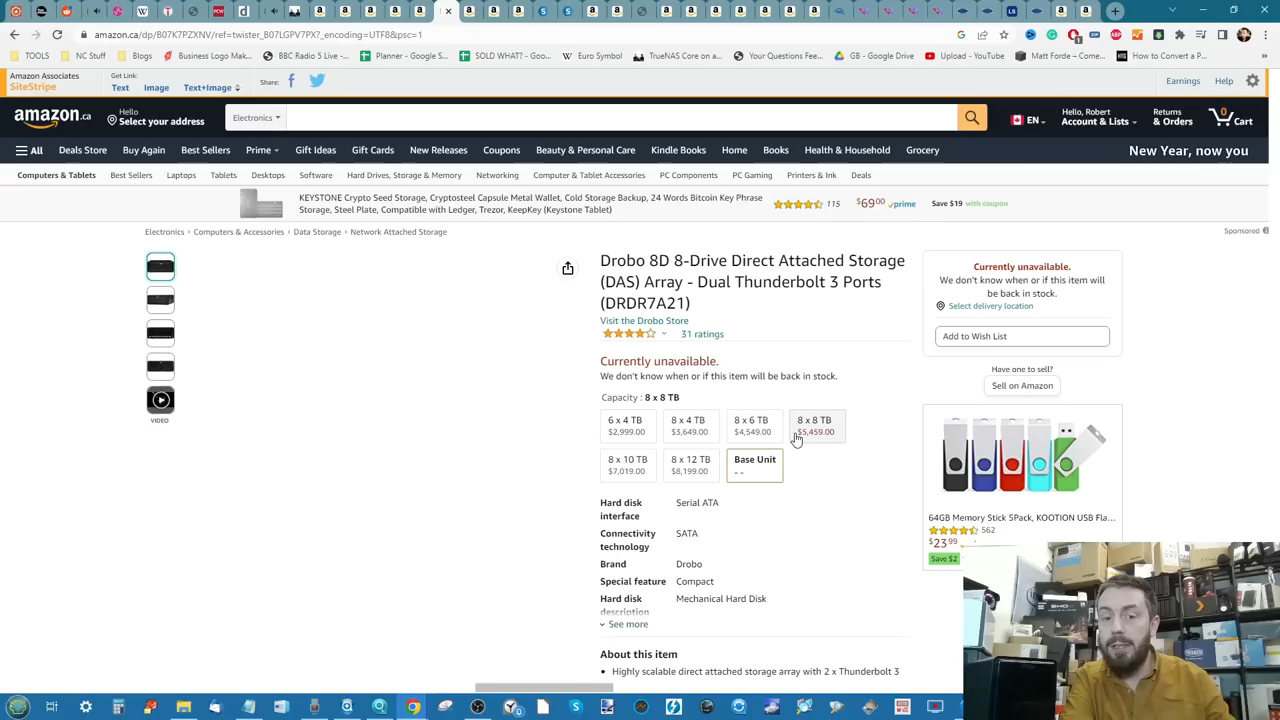 amazon.ca/dp/B07K7PZXNV/ref=twister_B07LGPV7PX?_encoding=UTF8&psc=1
TOOLS
NC Stuff
Blogs
Business Logo Mak...
BBC Radio 5 Live -...
Planner - Google S...
SOLD WHAT? - Goo...
Euro Symbol
TrueNAS Core on a...
Your Questions Fee...
GB - Google Drive
Upload - YouTube
Matt Forde – Come...
How to Convert a P...
Amazon Associates
SiteStripe
Get Link:
Text
Image
Text+Image
Share:
Earnings
Help
amazon.ca
Hello
Select your address
Electronics
EN
Hello, Robert
Account & Lists
Returns
& Orders
0
Cart
All
Deals Store
Buy Again
Best Sellers
Prime
Gift Ideas
Gift Cards
New Releases
Coupons
Beauty & Personal Care
Kindle Books
Home
Books
Health & Household
Grocery
New Year, new you
Computers & Tablets
Best Sellers
Laptops
Tablets
Desktops
Software
Hard Drives, Storage & Memory
Networking
Computer & Tablet Accessories
PC Components
PC Gaming
Printers & Ink
Deals
KEYSTONE Crypto Seed Storage, Cryptosteel Capsule Metal Wallet, Cold Storage Backup, 24 Words Bitcoin Key Phrase
Storage, Steel Plate, Compatible with Ledger, Trezor, KeepKey (Keystone Tablet)
115
$6900
prime
Save $19 with coupon
Electronics › Computers & Accessories › Data Storage › Network Attached Storage
Sponsored
VIDEO
Drobo 8D 8-Drive Direct Attached Storage
(DAS) Array - Dual Thunderbolt 3 Ports
(DRDR7A21)
Visit the Drobo Store
31 ratings
Currently unavailable.
We don't know when or if this item will be back in stock.
Capacity : 8 x 8 TB
6 x 4 TB
$2,999.00
8 x 4 TB
$3,649.00
8 x 6 TB
$4,549.00
8 x 8 TB
$5,459.00
8 x 10 TB
$7,019.00
8 x 12 TB
$8,199.00
Base Unit
- -
Hard disk
interface
Serial ATA
Connectivity
technology
SATA
Brand
Drobo
Special feature
Compact
Hard disk
description
Mechanical Hard Disk
See more
About this item
• Highly scalable direct attached storage array with 2 x Thunderbolt 3
Currently unavailable.
We don't know when or if this item will
be back in stock.
Select delivery location
Add to Wish List
Have one to sell?
Sell on Amazon
64GB Memory Stick 5Pack, KOOTION USB Fla...
562
$2399
Save $2